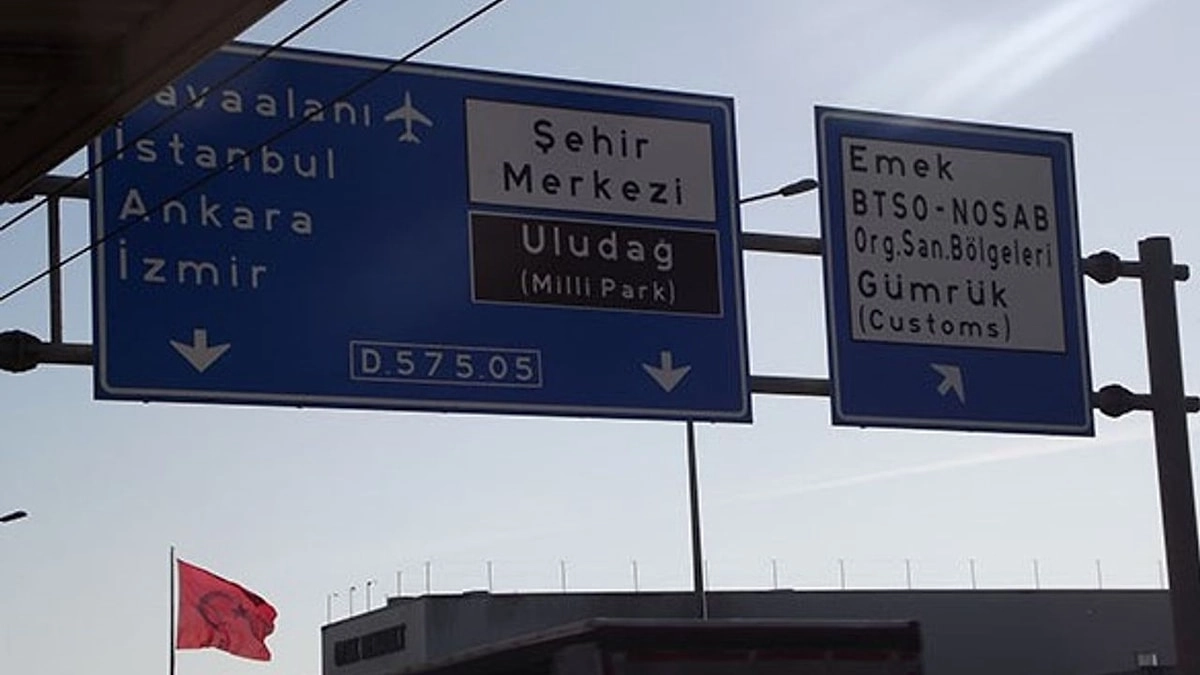 avaalanı
İstanbul
Ankara
İzmir
D.575.05
Şehir
Merkezi
Uludağ
(Milli Park)
Emek
BTSO-NOSAB
Org.San.Bölgeleri
Gümrük
(Customs)